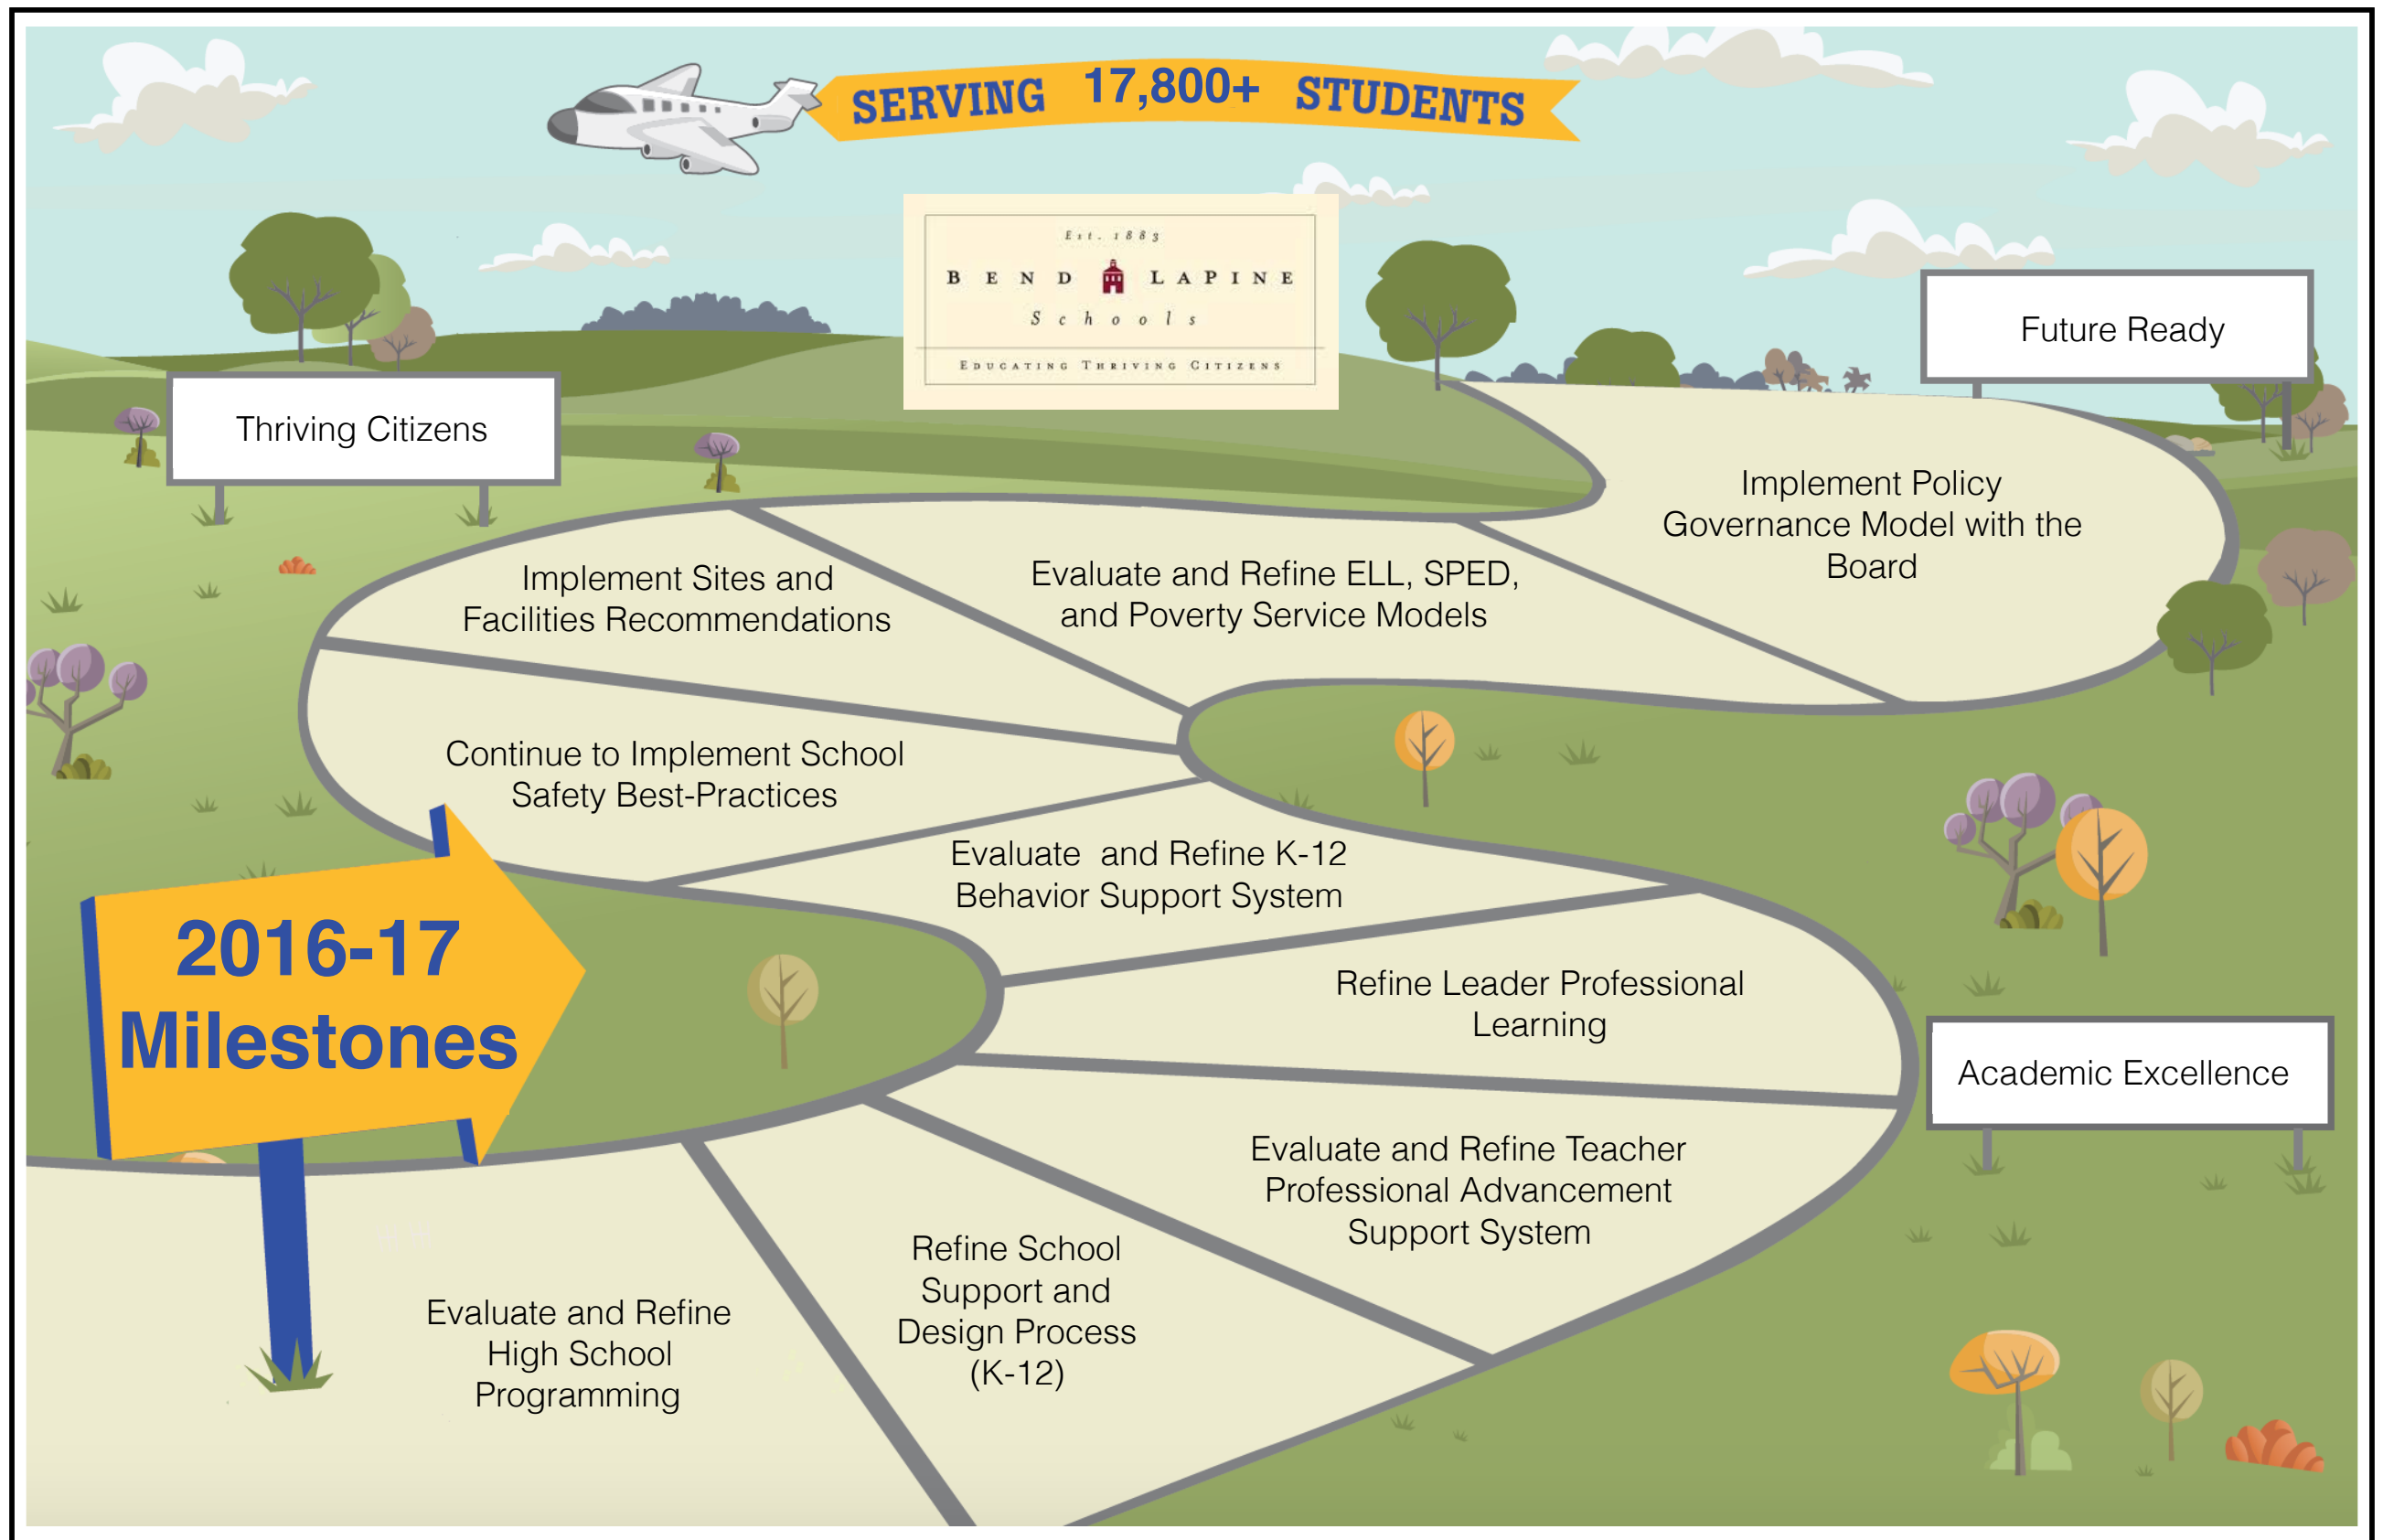 SERVING 17,800+ STUDENTS
Est. 1883
BEND LAPINE
Schools
EDUCATING THRIVING CITIZENS
Future Ready
Thriving Citizens
Implement Policy
Governance Model with the
Board
Implement Sites and
Facilities Recommendations
Evaluate and Refine ELL, SPED,
and Poverty Service Models
Continue to Implement School
Safety Best-Practices
Evaluate and Refine K-12
Behavior Support System
2016-17
Milestones
Refine Leader Professional
Learning
Academic Excellence
Evaluate and Refine Teacher
Professional Advancement
Support System
Refine School
Support and
Design Process
(K-12)
Evaluate and Refine
High School
Programming